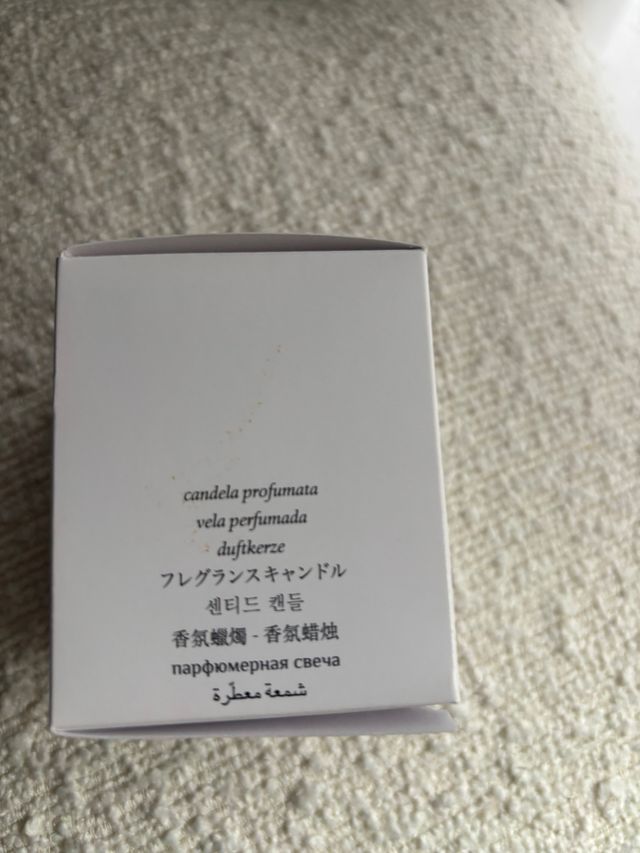 candela profumata
vela perfumada
duftkerze
フレグランスキャンドル
센티드 캔들
香氛蠟燭 - 香氛蜡烛
парфюмерная свеча
شمعة معطّرة